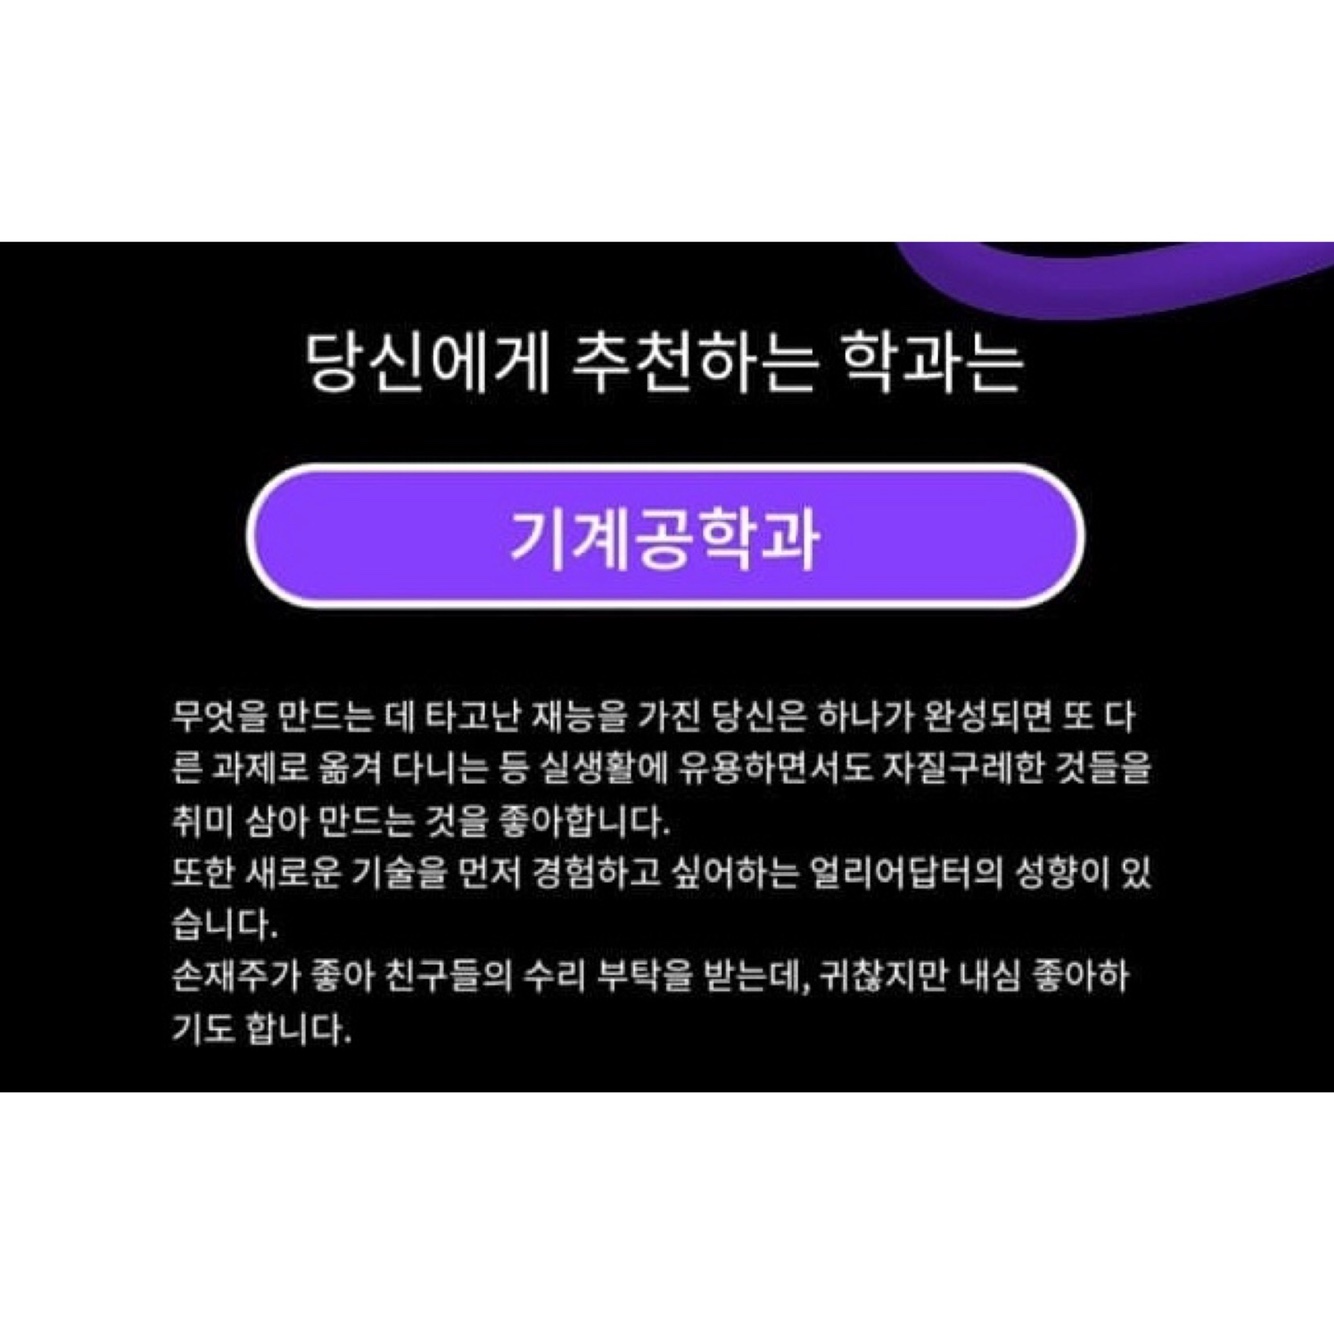 당신에게 추천하는 학과는
기계공학과
무엇을 만드는 데 타고난 재능을 가진 당신은 하나가 완성되면 또 다
른 과제로 옮겨 다니는 등 실생활에 유용하면서도 자질구레한 것들을
취미 삼아 만드는 것을 좋아합니다.
또한 새로운 기술을 먼저 경험하고 싶어하는 얼리어답터의 성향이 있
습니다.
손재주가 좋아 친구들의 수리 부탁을 받는데, 귀찮지만 내심 좋아하
기도 합니다.